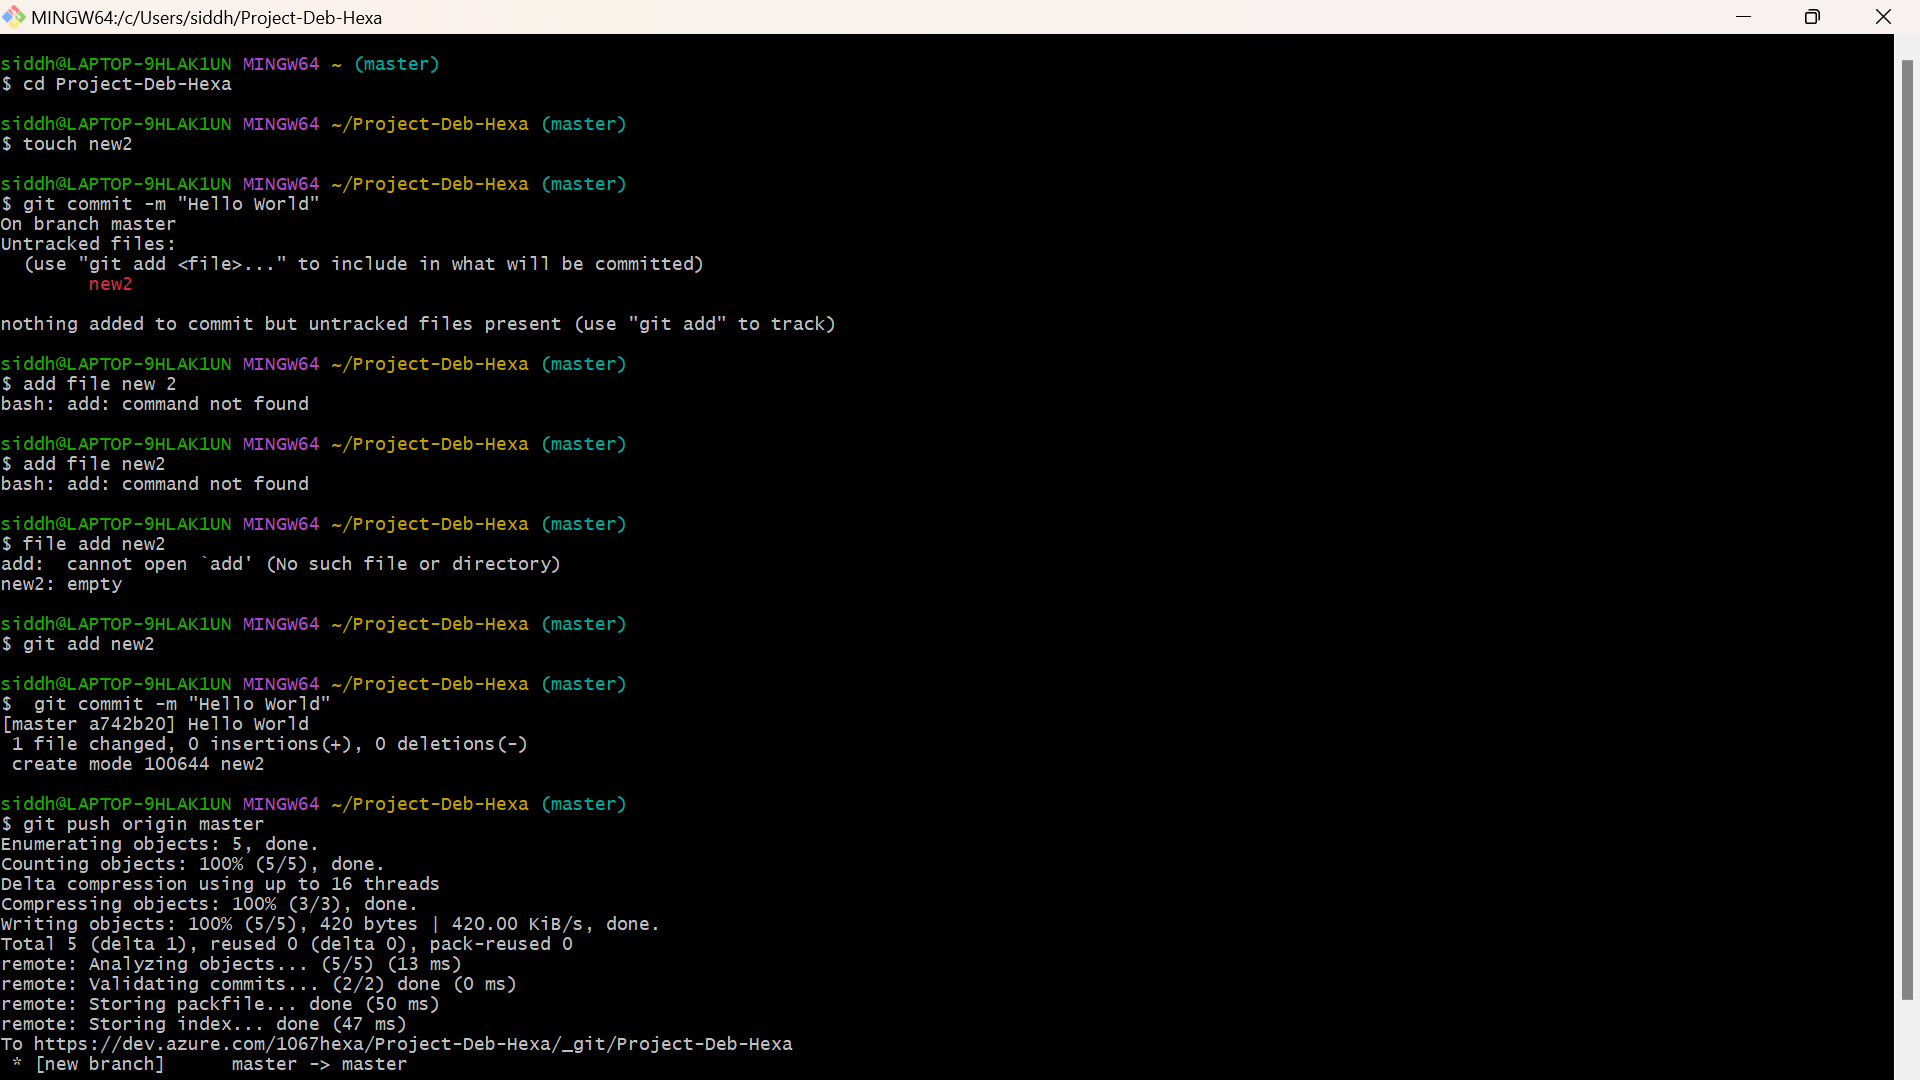 MINGW64:/c/Users/siddh/Project-Deb-Hexa
siddh@LAPTOP-9HLAK1UN MINGW64 ~ (master)
$ cd Project-Deb-Hexa
siddh@LAPTOP-9HLAK1UN MINGW64 ~/Project-Deb-Hexa (master)
$ touch new2
siddh@LAPTOP-9HLAK1UN MINGW64 ~/Project-Deb-Hexa (master)
$ git commit -m "Hello World"
On branch master
Untracked files:
  (use "git add <file>..." to include in what will be committed)
        new2
nothing added to commit but untracked files present (use "git add" to track)
siddh@LAPTOP-9HLAK1UN MINGW64 ~/Project-Deb-Hexa (master)
$ add file new 2
bash: add: command not found
siddh@LAPTOP-9HLAK1UN MINGW64 ~/Project-Deb-Hexa (master)
$ add file new2
bash: add: command not found
siddh@LAPTOP-9HLAK1UN MINGW64 ~/Project-Deb-Hexa (master)
$ file add new2
add:  cannot open `add' (No such file or directory)
new2: empty
siddh@LAPTOP-9HLAK1UN MINGW64 ~/Project-Deb-Hexa (master)
$ git add new2
siddh@LAPTOP-9HLAK1UN MINGW64 ~/Project-Deb-Hexa (master)
$  git commit -m "Hello World"
[master a742b20] Hello World
 1 file changed, 0 insertions(+), 0 deletions(-)
 create mode 100644 new2
siddh@LAPTOP-9HLAK1UN MINGW64 ~/Project-Deb-Hexa (master)
$ git push origin master
Enumerating objects: 5, done.
Counting objects: 100% (5/5), done.
Delta compression using up to 16 threads
Compressing objects: 100% (3/3), done.
Writing objects: 100% (5/5), 420 bytes | 420.00 KiB/s, done.
Total 5 (delta 1), reused 0 (delta 0), pack-reused 0
remote: Analyzing objects... (5/5) (13 ms)
remote: Validating commits... (2/2) done (0 ms)
remote: Storing packfile... done (50 ms)
remote: Storing index... done (47 ms)
To https://dev.azure.com/1067hexa/Project-Deb-Hexa/_git/Project-Deb-Hexa
 * [new branch]      master -> master